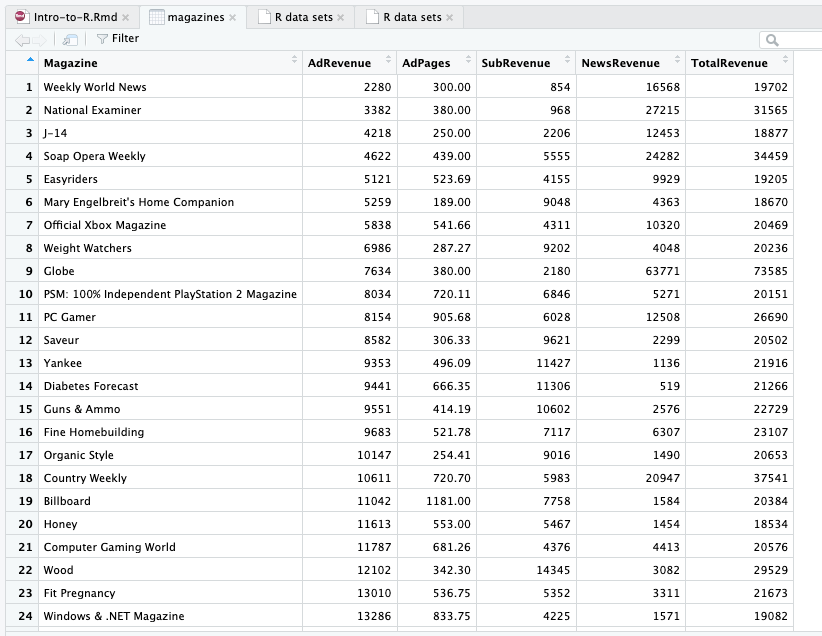 Intro-to-R.Rmd magazines R data sets R data sets
Filter
Magazine AdRevenue AdPages SubRevenue NewsRevenue TotalRevenue
1 Weekly World News 2280 300.00 854 16568 19702
2 National Examiner 3382 380.00 968 27215 31565
3 J-14 4218 250.00 2206 12453 18877
4 Soap Opera Weekly 4622 439.00 5555 24282 34459
5 Easyriders 5121 523.69 4155 9929 19205
6 Mary Engelbreit's Home Companion 5259 189.00 9048 4363 18670
7 Official Xbox Magazine 5838 541.66 4311 10320 20469
8 Weight Watchers 6986 287.27 9202 4048 20236
9 Globe 7634 380.00 2180 63771 73585
10 PSM: 100% Independent PlayStation 2 Magazine 8034 720.11 6846 5271 20151
11 PC Gamer 8154 905.68 6028 12508 26690
12 Saveur 8582 306.33 9621 2299 20502
13 Yankee 9353 496.09 11427 1136 21916
14 Diabetes Forecast 9441 666.35 11306 519 21266
15 Guns & Ammo 9551 414.19 10602 2576 22729
16 Fine Homebuilding 9683 521.78 7117 6307 23107
17 Organic Style 10147 254.41 9016 1490 20653
18 Country Weekly 10611 720.70 5983 20947 37541
19 Billboard 11042 1181.00 7758 1584 20384
20 Honey 11613 553.00 5467 1454 18534
21 Computer Gaming World 11787 681.26 4376 4413 20576
22 Wood 12102 342.30 14345 3082 29529
23 Fit Pregnancy 13010 536.75 5352 3311 21673
24 Windows & .NET Magazine 13286 833.75 4225 1571 19082